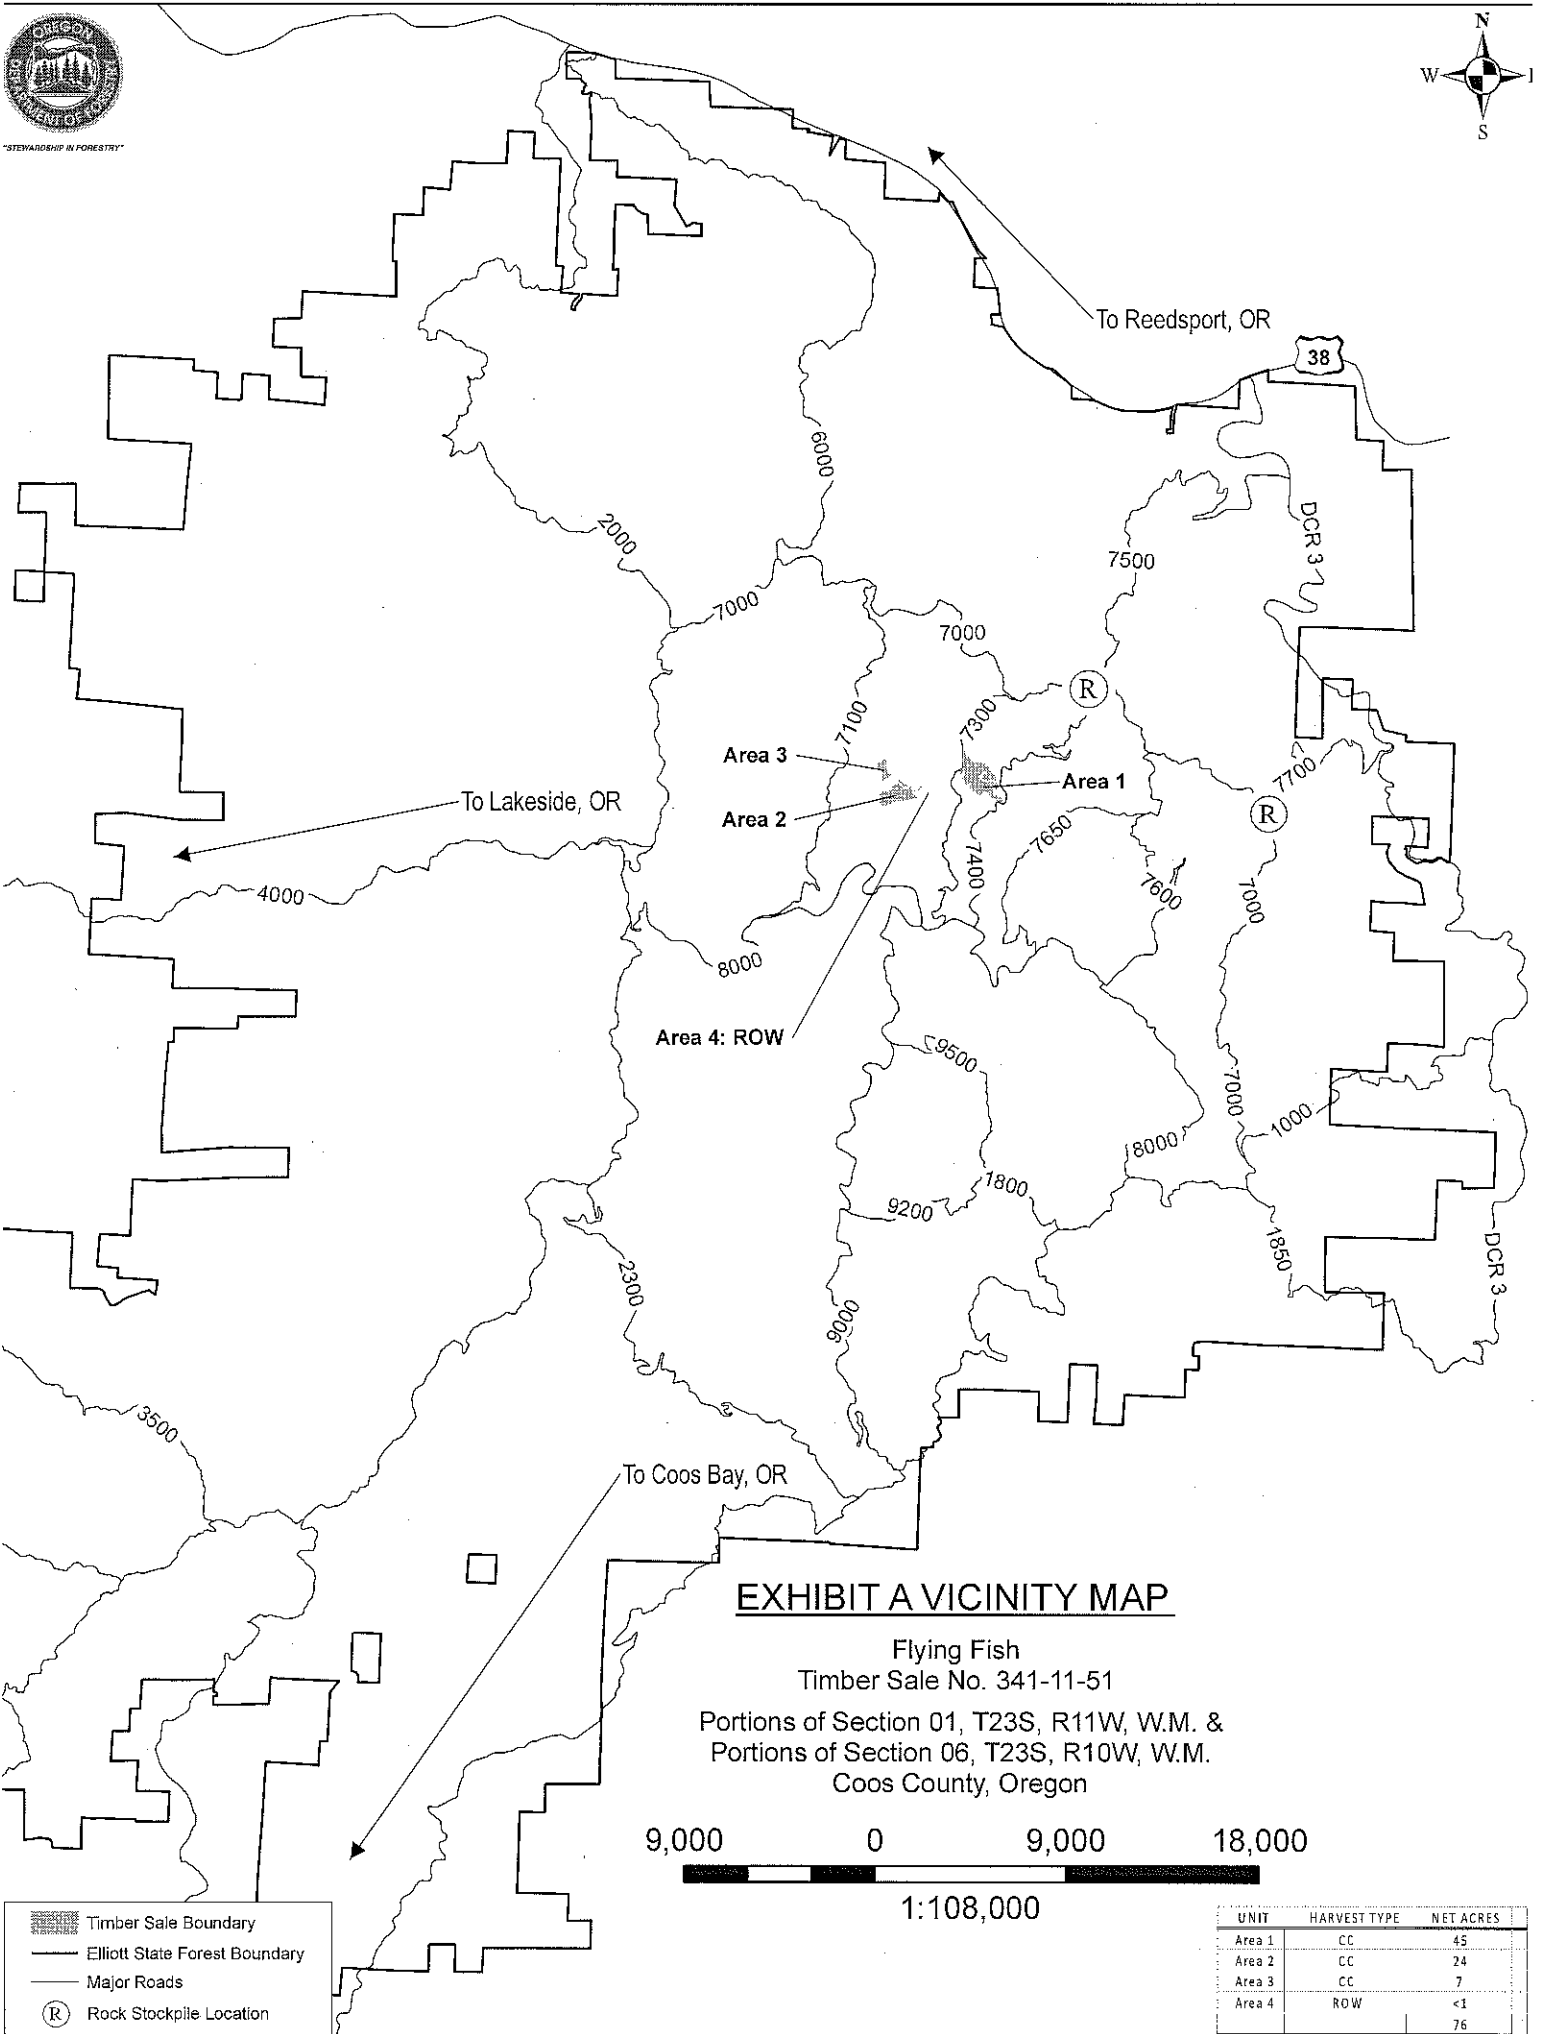 OREGON
DEPARTMENT OF FORESTRY
"STEWARDSHIP IN FORESTRY"
N
W
S
To Reedsport, OR
38
6000
2000
7500
DCR 3
7000
7000
R
7100
7300
Area 3
Area 1
7700
To Lakeside, OR
Area 2
R
7650
7400
4000
7600
7000
8000
Area 4: ROW
9500
7000
1000
8000
1800
9200
1850
DCR 3
2300
9000
3500
To Coos Bay, OR
EXHIBIT A VICINITY MAP
Flying Fish
Timber Sale No. 341-11-51
Portions of Section 01, T23S, R11W, W.M. &
Portions of Section 06, T23S, R10W, W.M.
Coos County, Oregon
9,000 0 9,000 18,000
1:108,000
Timber Sale Boundary
Elliott State Forest Boundary
Major Roads
R Rock Stockpile Location
UNIT HARVEST TYPE NET ACRES
Area 1 CC 45
Area 2 CC 24
Area 3 CC 7
Area 4 ROW <1
76